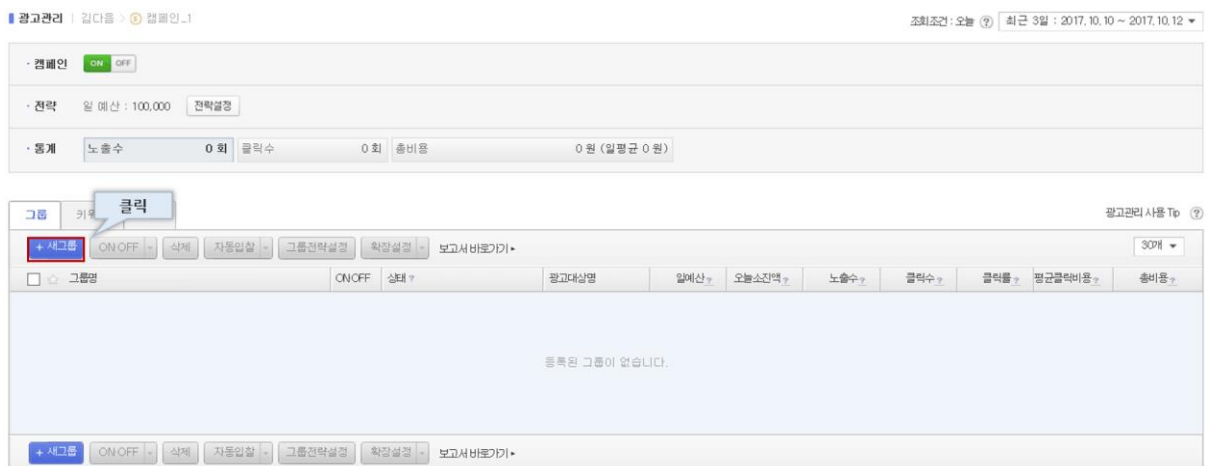 광고관리 | 김다음 > 캠페인_1
조회조건 : 오늘 ? 최근 3일 : 2017.10.10 ~ 2017.10.12
· 캠페인 ON OFF
· 전략 일 예산 : 100,000 전략설정
· 통계 노출수 0 회 클릭수 0 회 총비용 0 원 (일평균 0 원)
클릭
그룹 키워
광고관리 사용 Tip ?
+ 새그룹 ON·OFF 삭제 자동입찰 그룹전략설정 확장설정 보고서 바로가기 30개
그룹명 ON·OFF 상태 ? 광고대상명 일예산 ? 오늘소진액 ? 노출수 ? 클릭수 ? 클릭률 ? 평균클릭비용 ? 총비용 ?
등록된 그룹이 없습니다.
+ 새그룹 ON·OFF 삭제 자동입찰 그룹전략설정 확장설정 보고서 바로가기